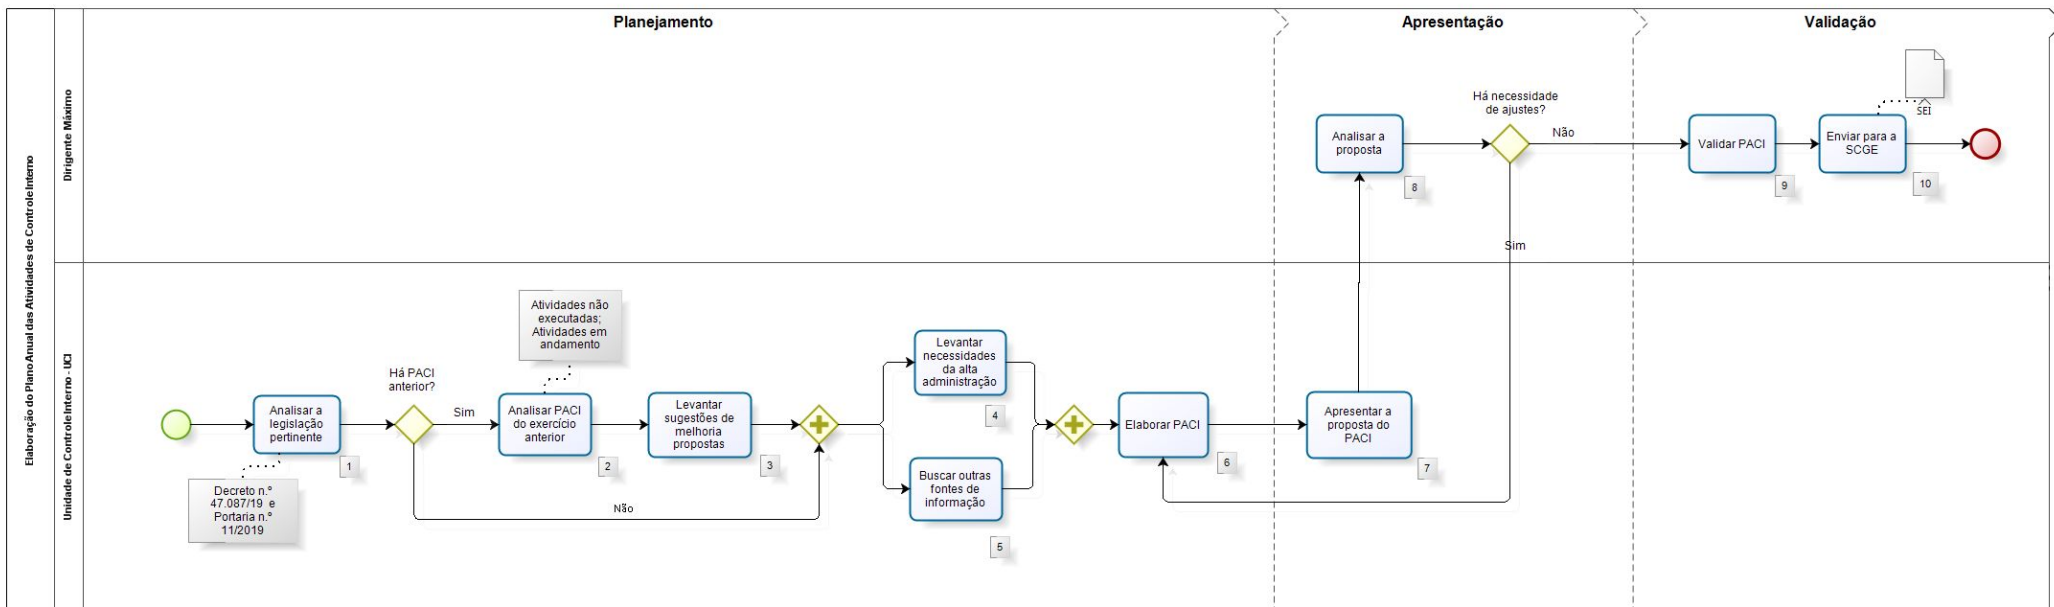 Planejamento
Apresentação
Validação
Elaboração do Plano Anual das Atividades de Controle Interno
Dirigente Máximo
Há necessidade
de ajustes?
Analisar a
proposta
8
Não
Sim
Validar PACI
9
Enviar para a
SCGE
10
SEI
Unidade de Controle Interno - UCI
Analisar a
legislação
pertinente
1
Decreto n.º
47.087/19 e
Portaria n.º
11/2019
Há PACI
anterior?
Sim
Não
Atividades não
executadas;
Atividades em
andamento
Analisar PACI
do exercício
anterior
2
Levantar
sugestões de
melhoria
propostas
3
Levantar
necessidades
da alta
administração
4
Buscar outras
fontes de
informação
5
Elaborar PACI
6
Apresentar a
proposta do
PACI
7